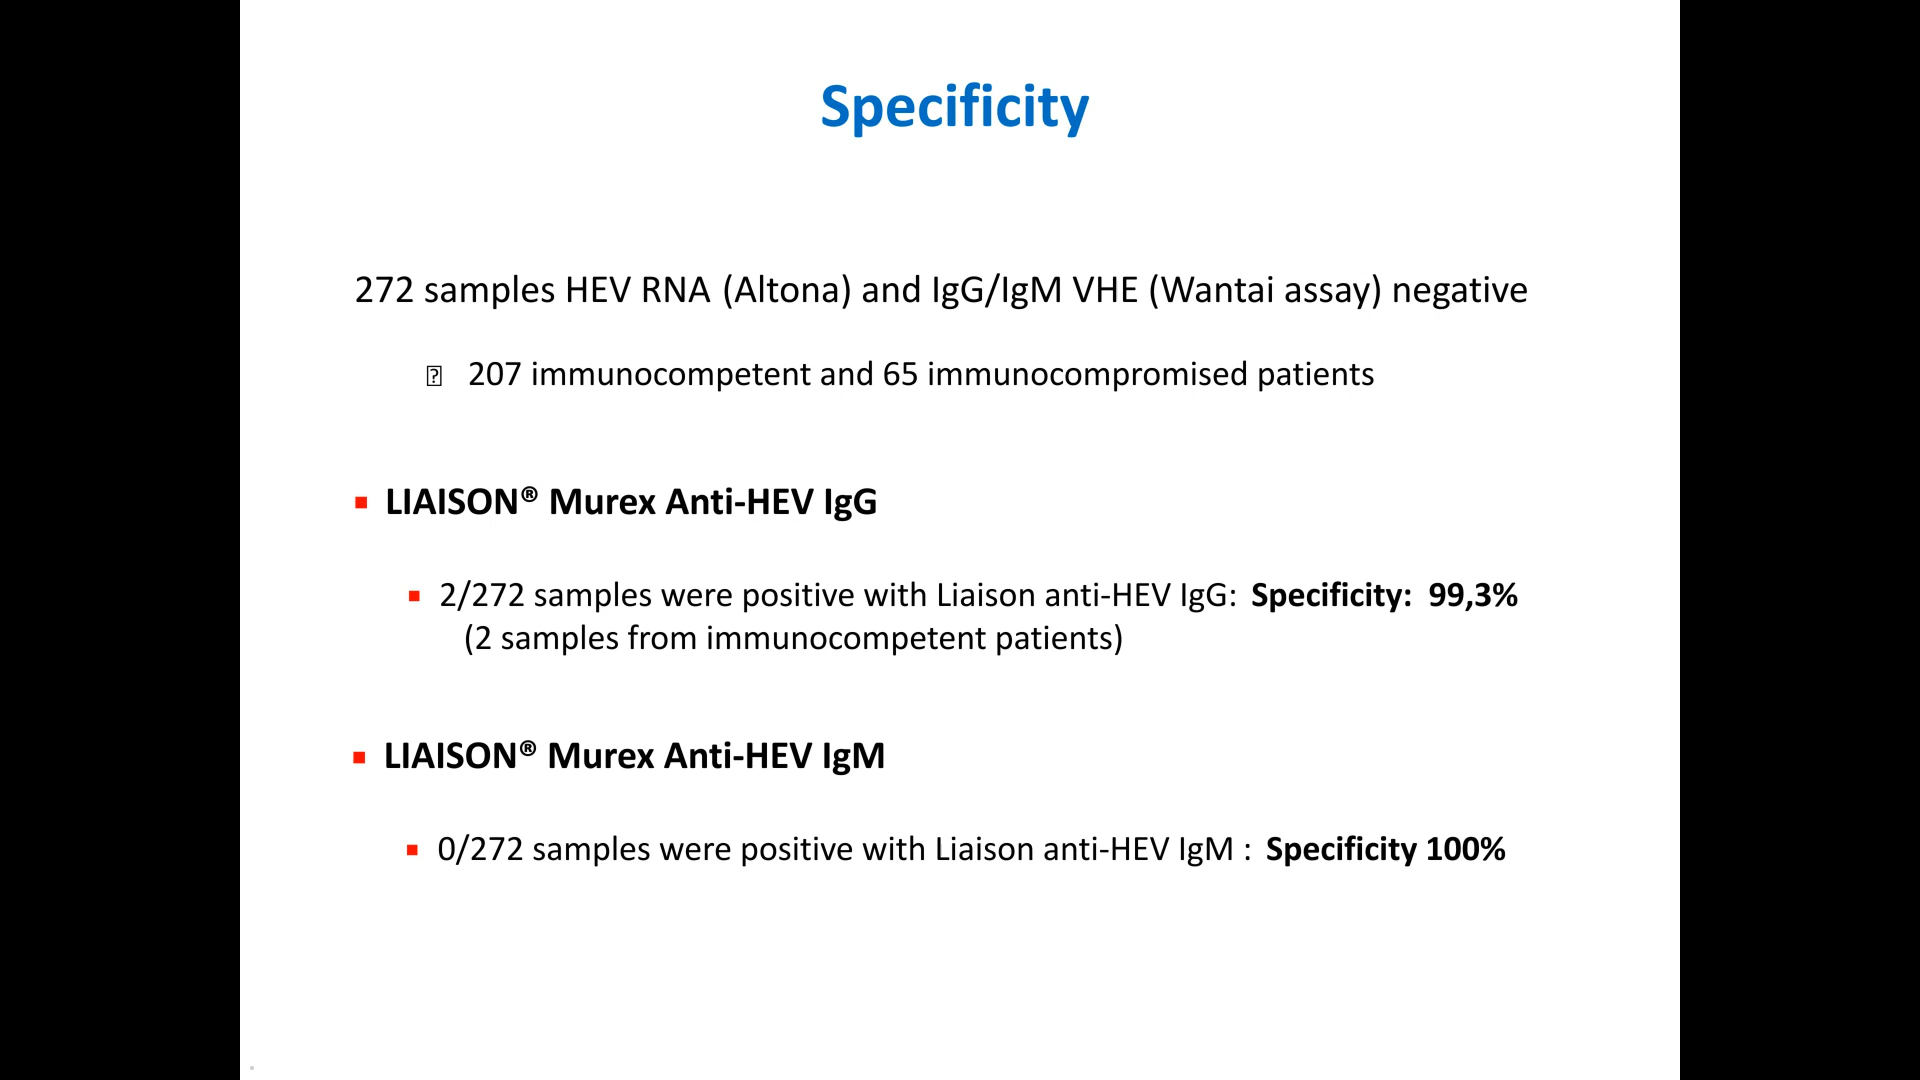 Specificity
272 samples HEV RNA (Altona) and IgG/IgM VHE (Wantai assay) negative
207 immunocompetent and 65 immunocompromised patients
LIAISON® Murex Anti-HEV IgG
2/272 samples were positive with Liaison anti-HEV IgG: Specificity: 99,3%
(2 samples from immunocompetent patients)
LIAISON® Murex Anti-HEV IgM
0/272 samples were positive with Liaison anti-HEV IgM : Specificity 100%